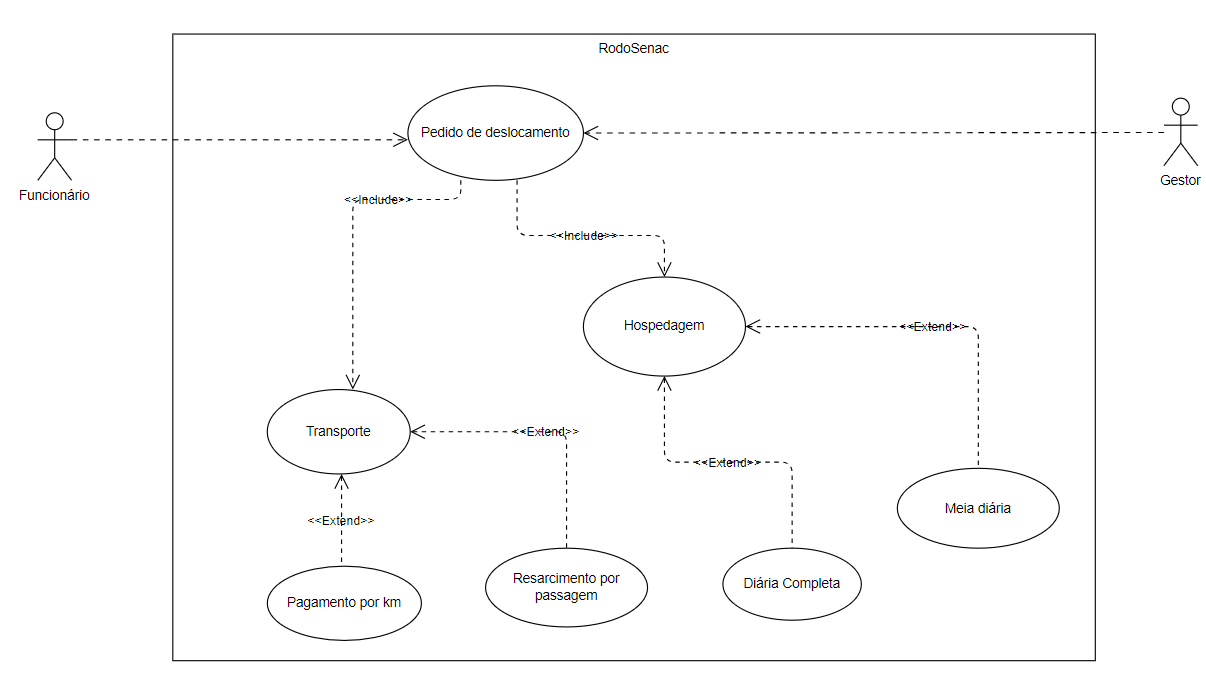 RodoSenac
Pedido de deslocamento
Funcionário
Gestor
<<Include>>
<<Include>>
Hospedagem
<<Extend>>
Transporte
<<Extend>>
<<Extend>>
Meia diária
<<Extend>>
Resarcimento por
passagem
Diária Completa
Pagamento por km